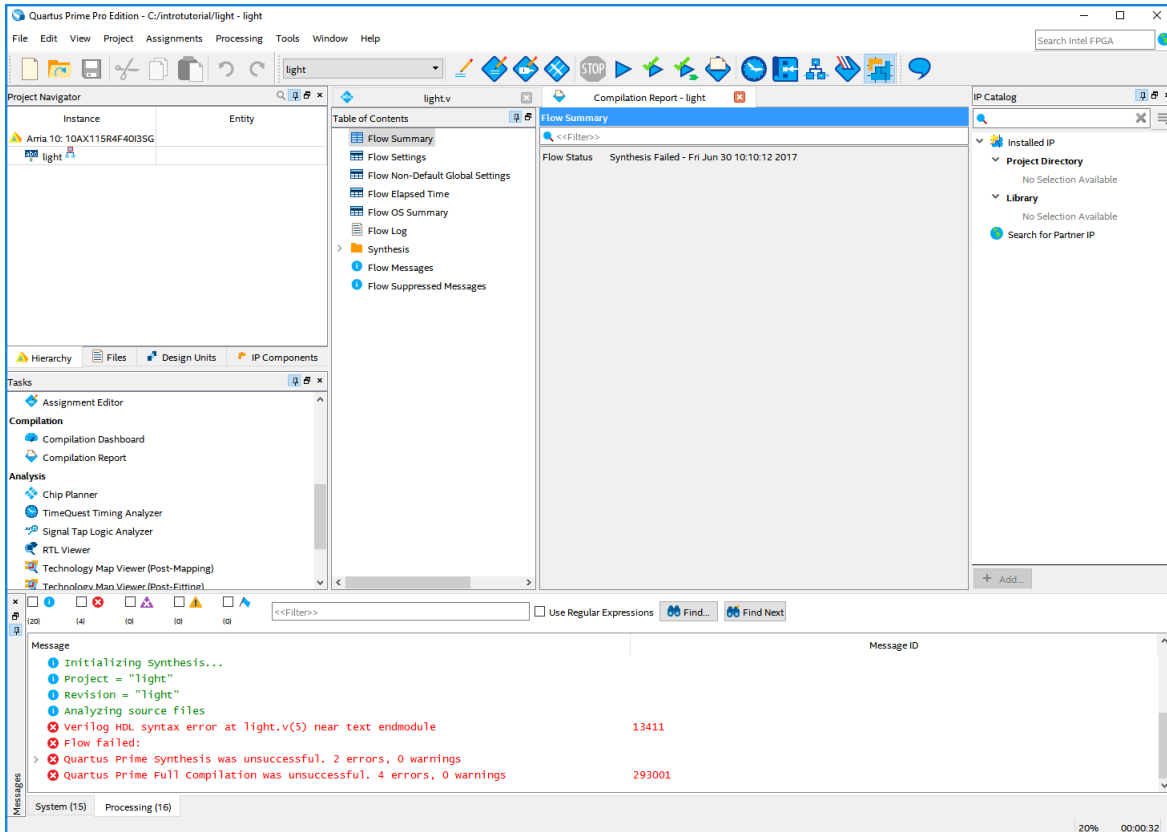 Quartus Prime Pro Edition - C:/introtutorial/light - light
File Edit View Project Assignments Processing Tools Window Help
Search Intel FPGA
light
STOP
Project Navigator
Instance Entity
Arria 10: 10AX115R4F40I3SG
abc light
Hierarchy Files Design Units IP Components
Tasks
Assignment Editor
Compilation
Compilation Dashboard
Compilation Report
Analysis
Chip Planner
TimeQuest Timing Analyzer
Signal Tap Logic Analyzer
RTL Viewer
Technology Map Viewer (Post-Mapping)
Technology Map Viewer (Post-Fitting)
light.v
Compilation Report - light
Table of Contents
Flow Summary
Flow Settings
Flow Non-Default Global Settings
Flow Elapsed Time
Flow OS Summary
Flow Log
Synthesis
Flow Messages
Flow Suppressed Messages
Flow Summary
<<Filter>>
Flow Status Synthesis Failed - Fri Jun 30 10:10:12 2017
IP Catalog
Installed IP
Project Directory
No Selection Available
Library
No Selection Available
Search for Partner IP
+ Add...
(20) (4) (0) (0) (0)
<<Filter>>
Use Regular Expressions Find... Find Next
Message Message ID
Initializing Synthesis...
Project = "light"
Revision = "light"
Analyzing source files
Verilog HDL syntax error at light.v(5) near text endmodule 13411
Flow failed:
Quartus Prime Synthesis was unsuccessful. 2 errors, 0 warnings
Quartus Prime Full Compilation was unsuccessful. 4 errors, 0 warnings 293001
Messages
System (15) Processing (16)
20% 00:00:32